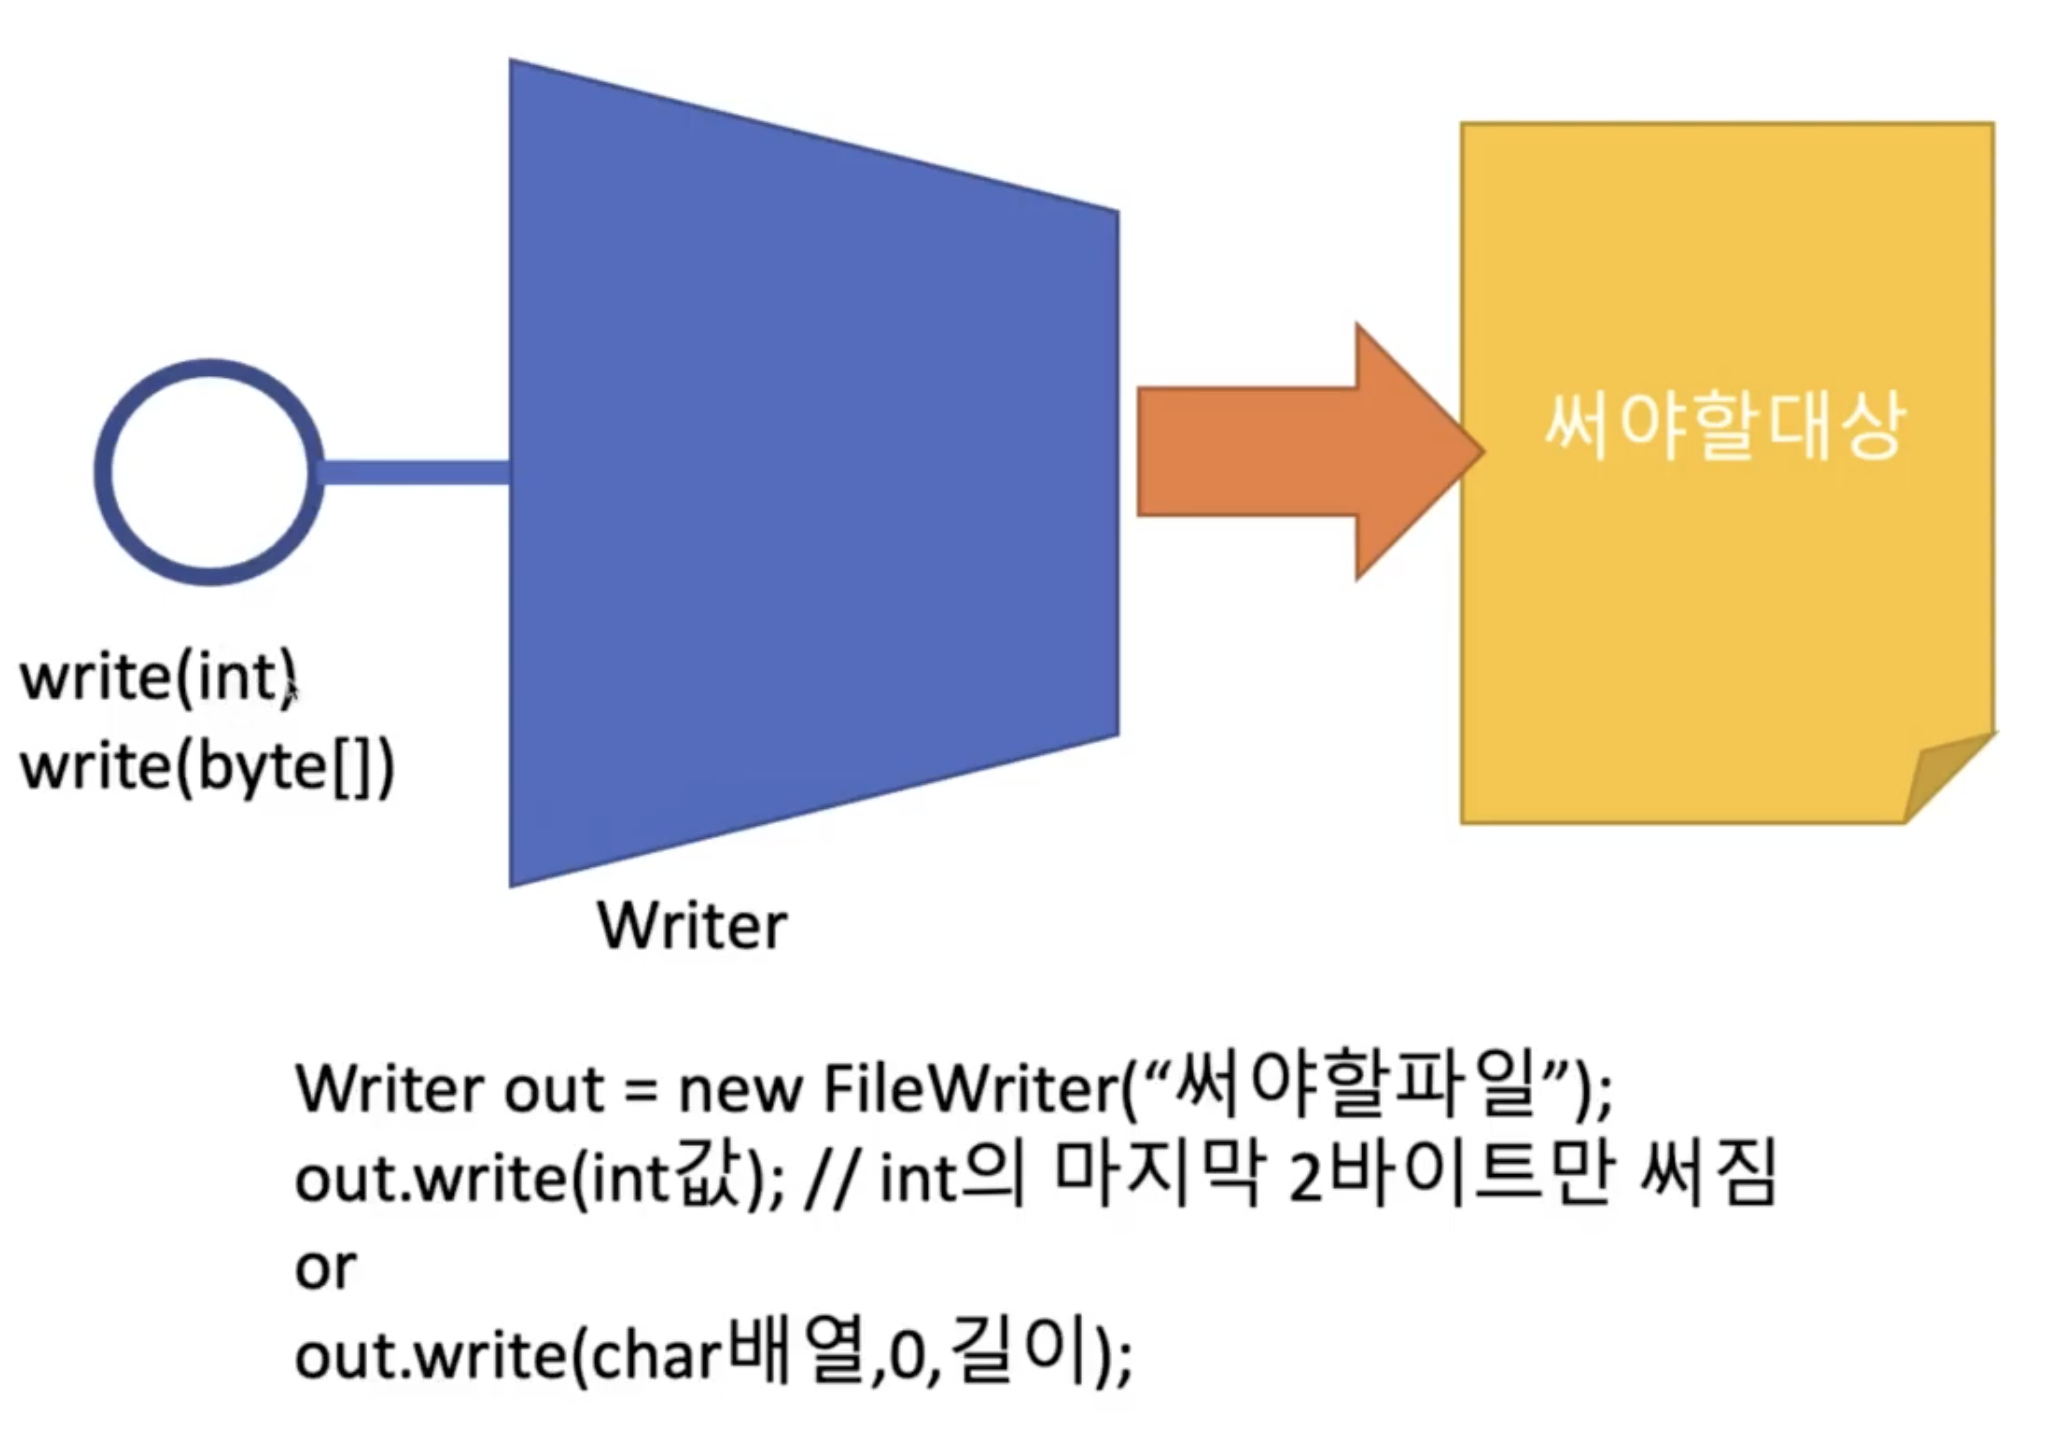 써야할대상
write(int)
write(byte[])
Writer
Writer out = new FileWriter(“써야할파일”);
out.write(int값); // int의 마지막 2바이트만 써짐
or
out.write(char배열,0,길이);